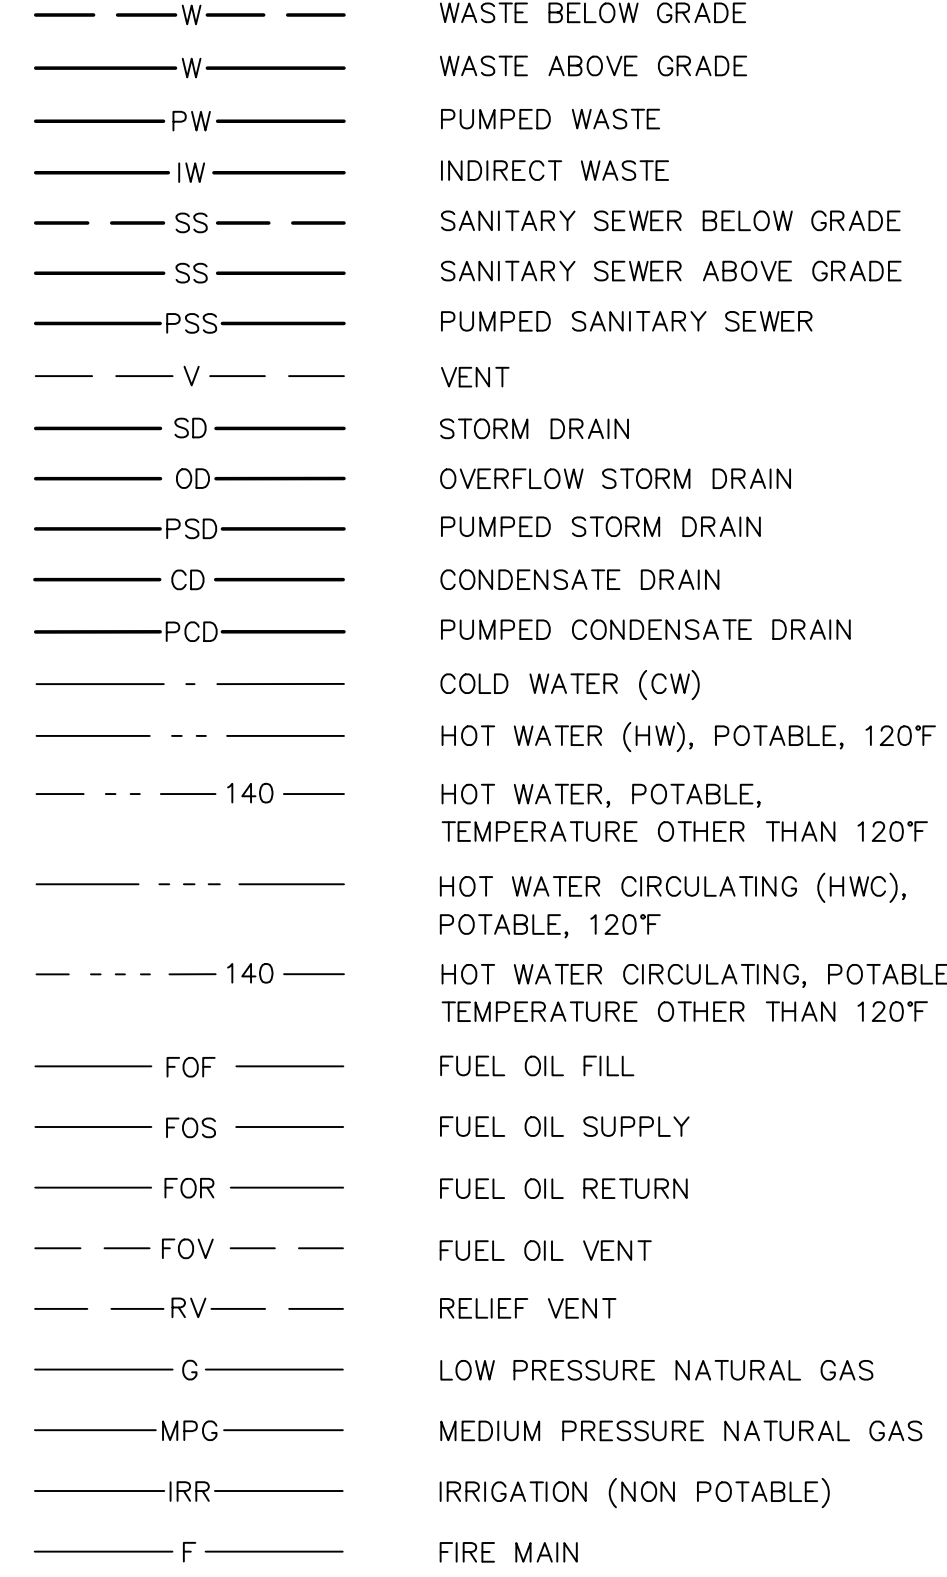 W WASTE BELOW GRADE
W WASTE ABOVE GRADE
PW PUMPED WASTE
IW INDIRECT WASTE
SS SANITARY SEWER BELOW GRADE
SS SANITARY SEWER ABOVE GRADE
PSS PUMPED SANITARY SEWER
V VENT
SD STORM DRAIN
OD OVERFLOW STORM DRAIN
PSD PUMPED STORM DRAIN
CD CONDENSATE DRAIN
PCD PUMPED CONDENSATE DRAIN
COLD WATER (CW)
HOT WATER (HW), POTABLE, 120°F
140 HOT WATER, POTABLE,
TEMPERATURE OTHER THAN 120°F
HOT WATER CIRCULATING (HWC),
POTABLE, 120°F
140 HOT WATER CIRCULATING, POTABLE
TEMPERATURE OTHER THAN 120°F
FOF FUEL OIL FILL
FOS FUEL OIL SUPPLY
FOR FUEL OIL RETURN
FOV FUEL OIL VENT
RV RELIEF VENT
G LOW PRESSURE NATURAL GAS
MPG MEDIUM PRESSURE NATURAL GAS
IRR IRRIGATION (NON POTABLE)
F FIRE MAIN